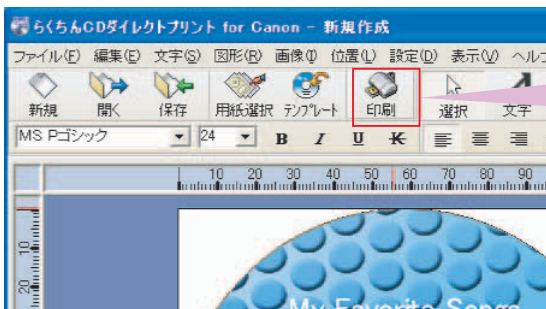 らくちんCDダイレクトプリント for Canon - 新規作成
ファイル(F) 編集(E) 文字(S) 図形(R) 画像(I) 位置(L) 設定(D) 表示(V) ヘル
新規 開く 保存 用紙選択 テンプレート 印刷 選択 文字
MS Pゴシック 24 B I U K
10 20 30 40 50 60 70 80 90
10
20
My Favorite Songs